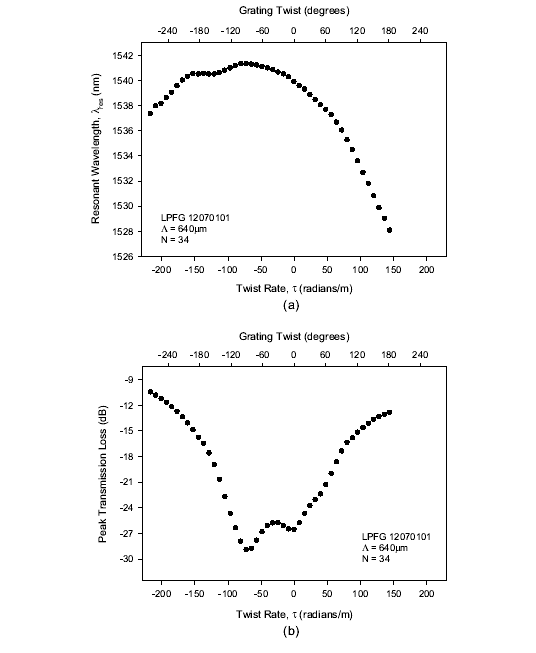 Grating Twist (degrees)
-240 -180 -120 -60 0 60 120 180 240
1542
1540
1538
1536
1534
1532
1530
1528
1526
Resonant Wavelength, λres (nm)
LPFG 12070101
Λ = 640μm
N = 34
-200 -150 -100 -50 0 50 100 150 200
Twist Rate, τ (radians/m)
(a)
Grating Twist (degrees)
-240 -180 -120 -60 0 60 120 180 240
-9
-12
-15
-18
-21
-24
-27
-30
Peak Transmission Loss (dB)
LPFG 12070101
Λ = 640μm
N = 34
-200 -150 -100 -50 0 50 100 150 200
Twist Rate, τ (radians/m)
(b)